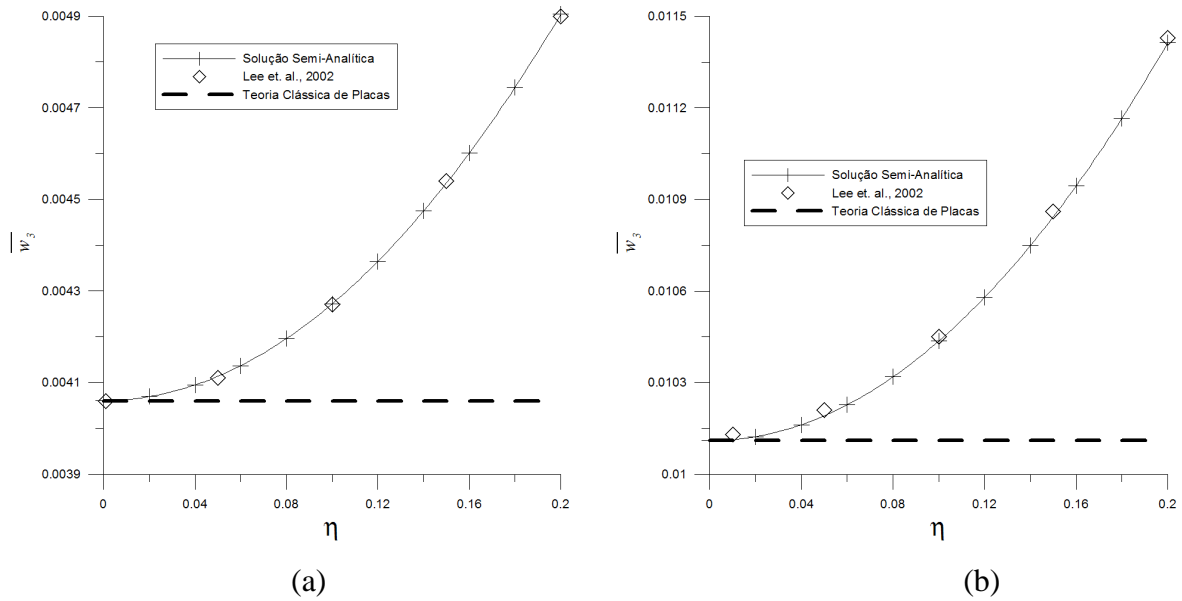 0.0049
0.0047
0.0045
0.0043
0.0041
0.0039
w₃
Solução Semi-Analítica
Lee et. al., 2002
Teoria Clássica de Placas
0 0.04 0.08 0.12 0.16 0.2
η
(a)
0.0115
0.0112
0.0109
0.0106
0.0103
0.01
w₃
Solução Semi-Analítica
Lee et. al., 2002
Teoria Clássica de Placas
0 0.04 0.08 0.12 0.16 0.2
η
(b)